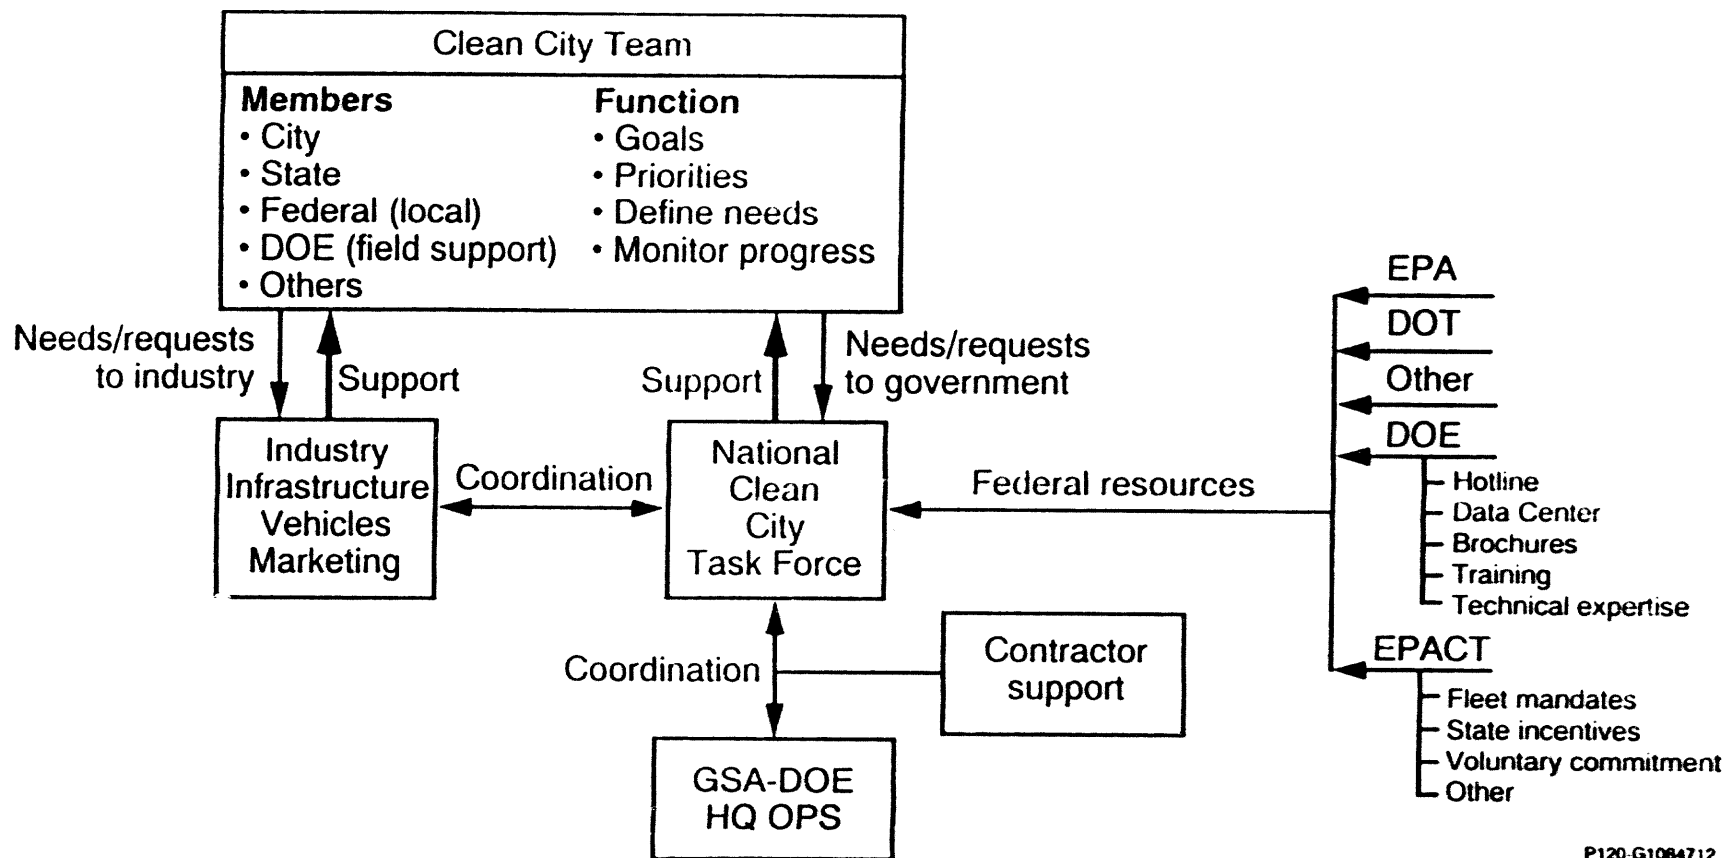 Clean City Team
Members
• City
• State
• Federal (local)
• DOE (field support)
• Others
Function
• Goals
• Priorities
• Define needs
• Monitor progress
Needs/requests
to industry
Support
Support
Needs/requests
to government
Industry
Infrastructure
Vehicles
Marketing
Coordination
National
Clean
City
Task Force
Federal resources
EPA
DOT
Other
DOE
Hotline
Data Center
Brochures
Training
Technical expertise
EPACT
Fleet mandates
State incentives
Voluntary commitment
Other
Coordination
Contractor
support
GSA-DOE
HQ OPS
P120-G1084712